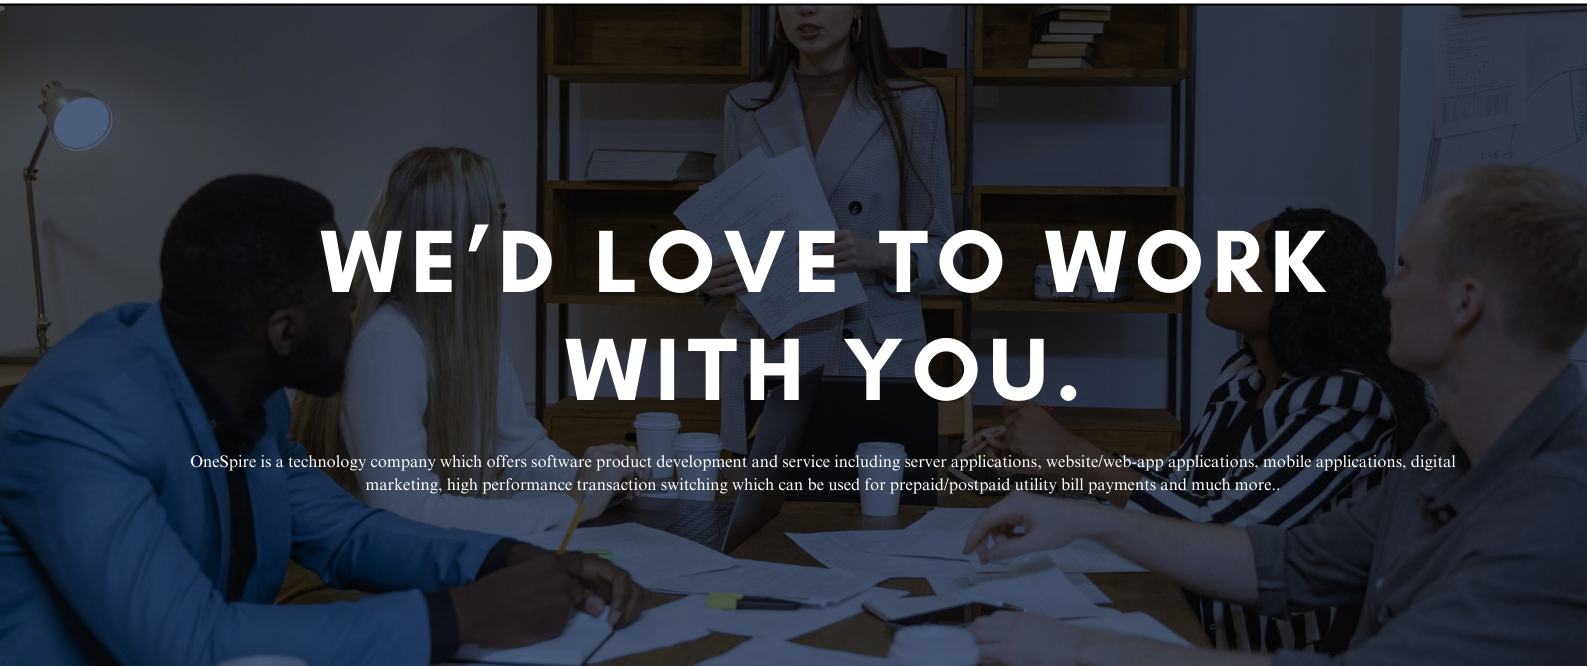 WE’D LOVE TO WORK
WITH YOU.
OneSpire is a technology company which offers software product development and service including server applications, website/web-app applications, mobile applications, digital
marketing, high performance transaction switching which can be used for prepaid/postpaid utility bill payments and much more..